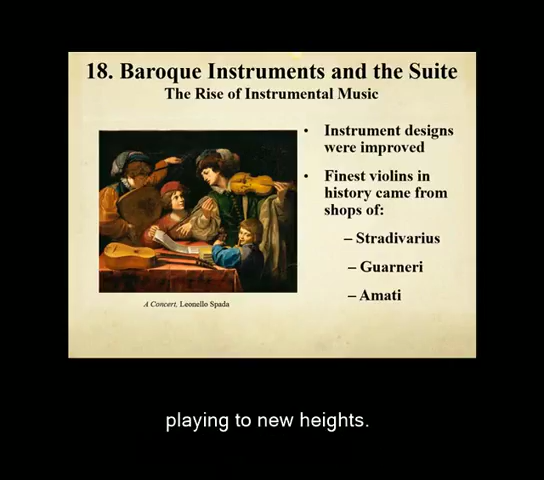 18. Baroque Instruments and the Suite
The Rise of Instrumental Music
• Instrument designs
were improved
• Finest violins in
history came from
shops of:
– Stradivarius
– Guarneri
– Amati
A Concert, Leonello Spada
playing to new heights.